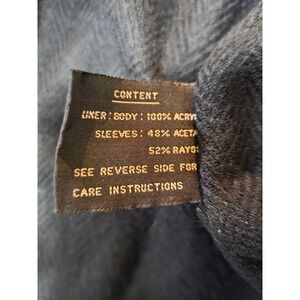 CONTENT
LINER: BODY: 100% ACRY
SLEEVES: 48% ACETA
52% RAYO
SEE REVERSE SIDE FOR
CARE INSTRUCTIONS